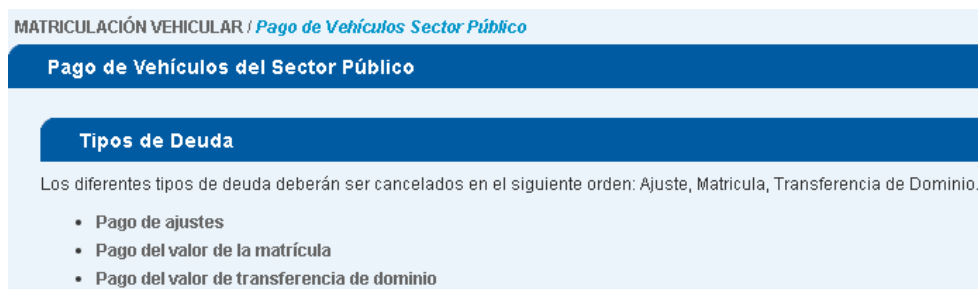 MATRICULACIÓN VEHICULAR / Pago de Vehículos Sector Público
Pago de Vehículos del Sector Público
Tipos de Deuda
Los diferentes tipos de deuda deberán ser cancelados en el siguiente orden: Ajuste, Matricula, Transferencia de Dominio.
• Pago de ajustes
• Pago del valor de la matrícula
• Pago del valor de transferencia de dominio